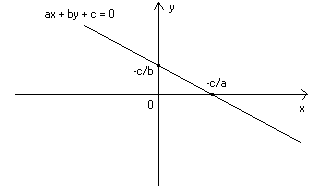 ax + by + c = 0
y
-c/b
-c/a
0
x